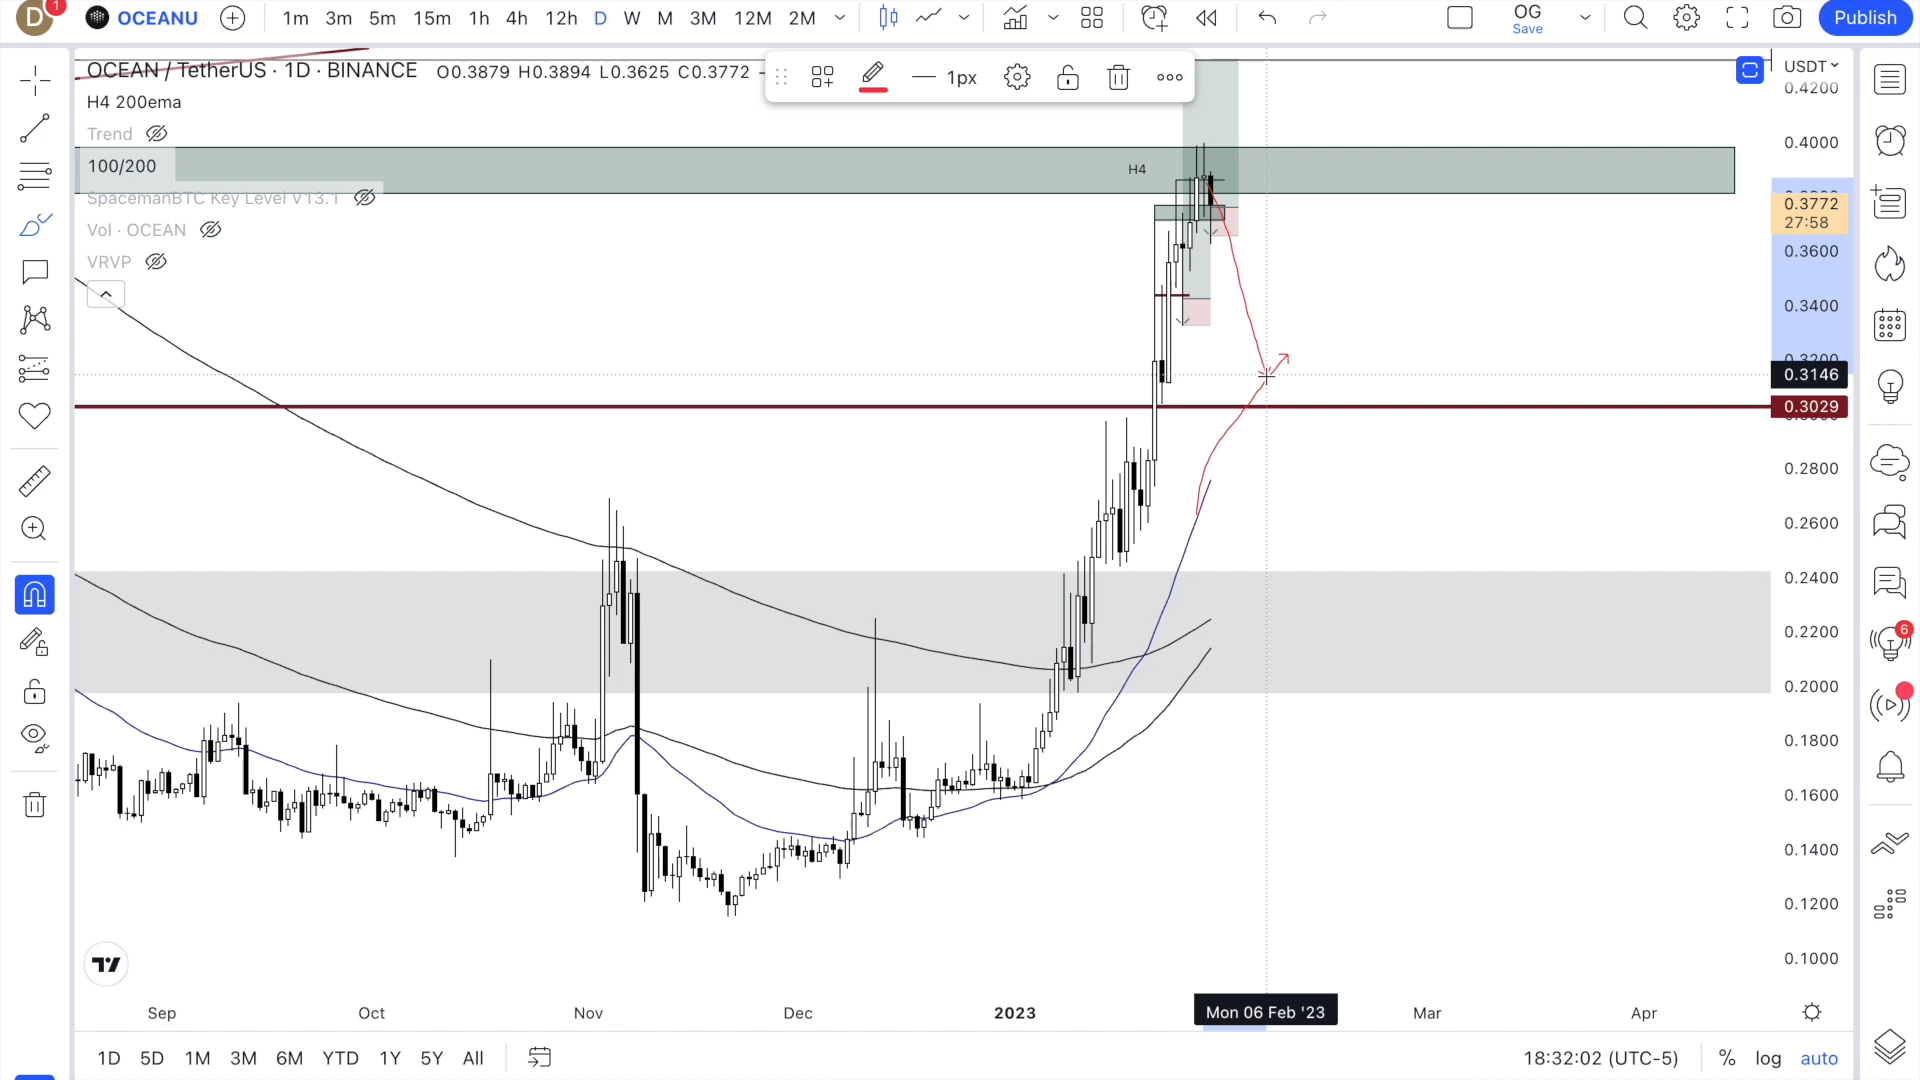 D 1 OCEANU 1m 3m 5m 15m 1h 4h 12h D W M 3M 12M 2M OG Save Publish
OCEAN / TetherUS · 1D · BINANCE O0.3879 H0.3894 L0.3625 C0.3772 1px USDT
H4 200ema
Trend
100/200
SpacemanBTC Key Level V13.1
Vol · OCEAN
VRVP
H4
0.4200
0.4000
0.3772
27:58
0.3600
0.3400
0.3146
0.3029
0.2800
0.2600
0.2400
0.2200
0.2000
0.1800
0.1600
0.1400
0.1200
0.1000
6
Sep Oct Nov Dec 2023 Mon 06 Feb '23 Mar Apr
1D 5D 1M 3M 6M YTD 1Y 5Y All 18:32:02 (UTC-5) % log auto